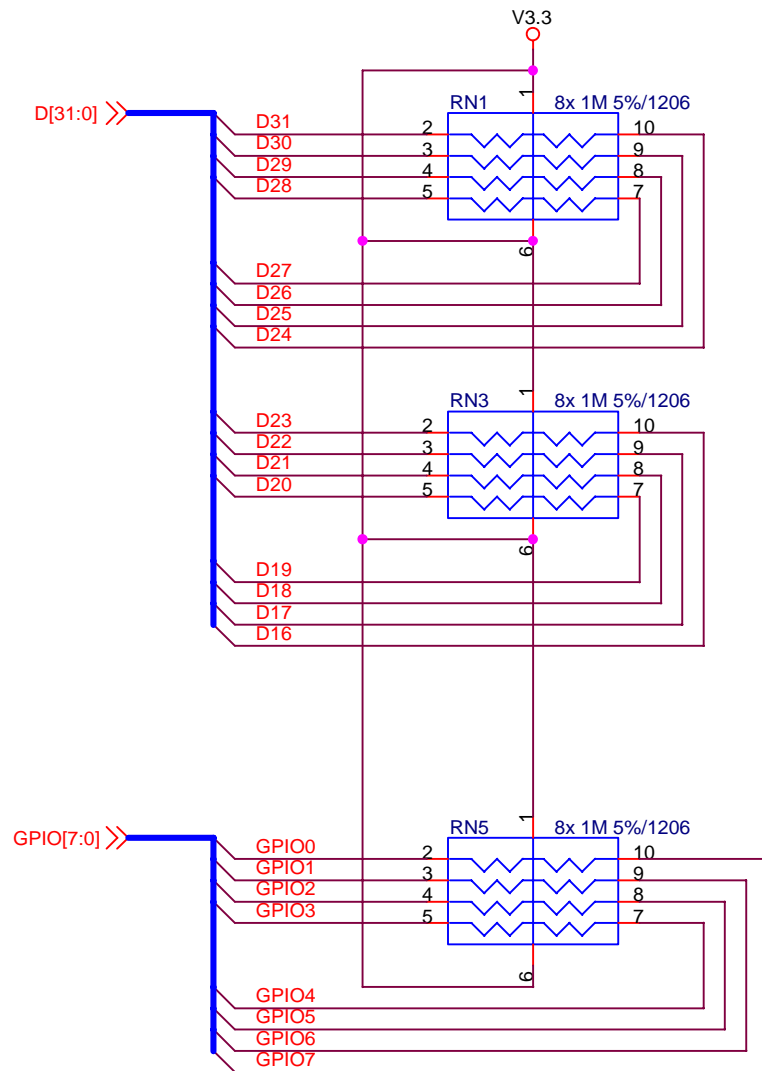 V3.3
D[31:0]
RN1 8x 1M 5%/1206
1
D31 2 10
D30 3 9
D29 4 8
D28 5 7
6
D27
D26
D25
D24
1
RN3 8x 1M 5%/1206
D23 2 10
D22 3 9
D21 4 8
D20 5 7
6
D19
D18
D17
D16
1
GPIO[7:0]
RN5 8x 1M 5%/1206
GPIO0 2 10
GPIO1 3 9
GPIO2 4 8
GPIO3 5 7
6
GPIO4
GPIO5
GPIO6
GPIO7